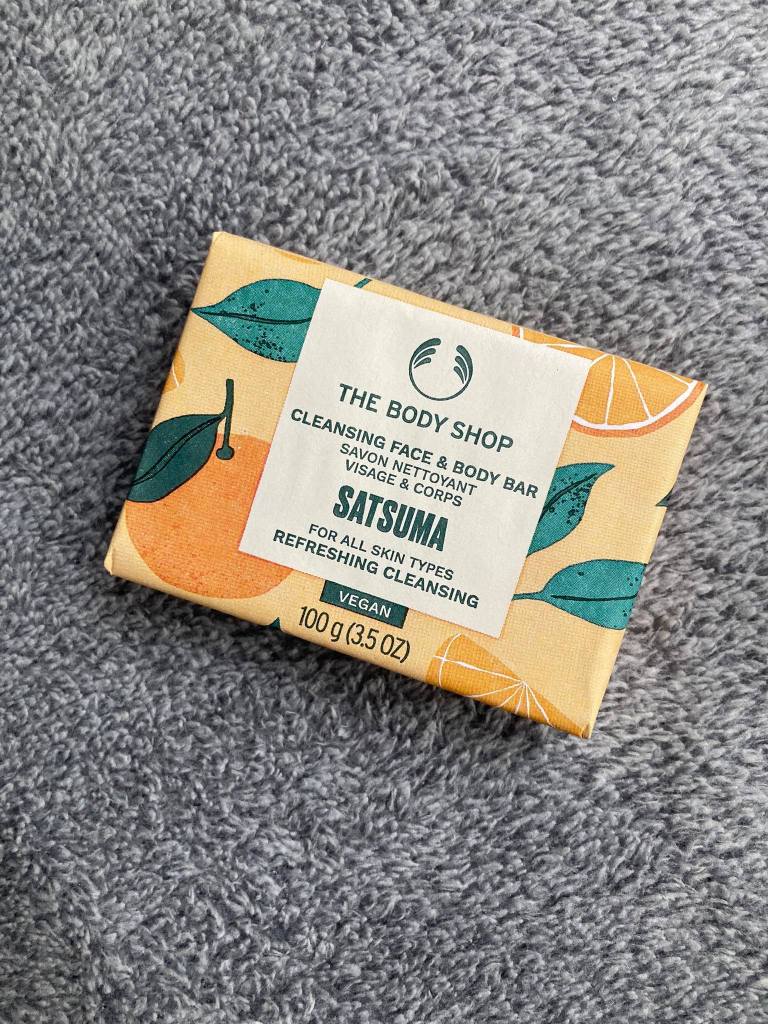 THE BODY SHOP
CLEANSING FACE & BODY BAR
SAVON NETTOYANT
VISAGE & CORPS
SATSUMA
FOR ALL SKIN TYPES
REFRESHING CLEANSING
VEGAN
100 g (3.5 OZ)